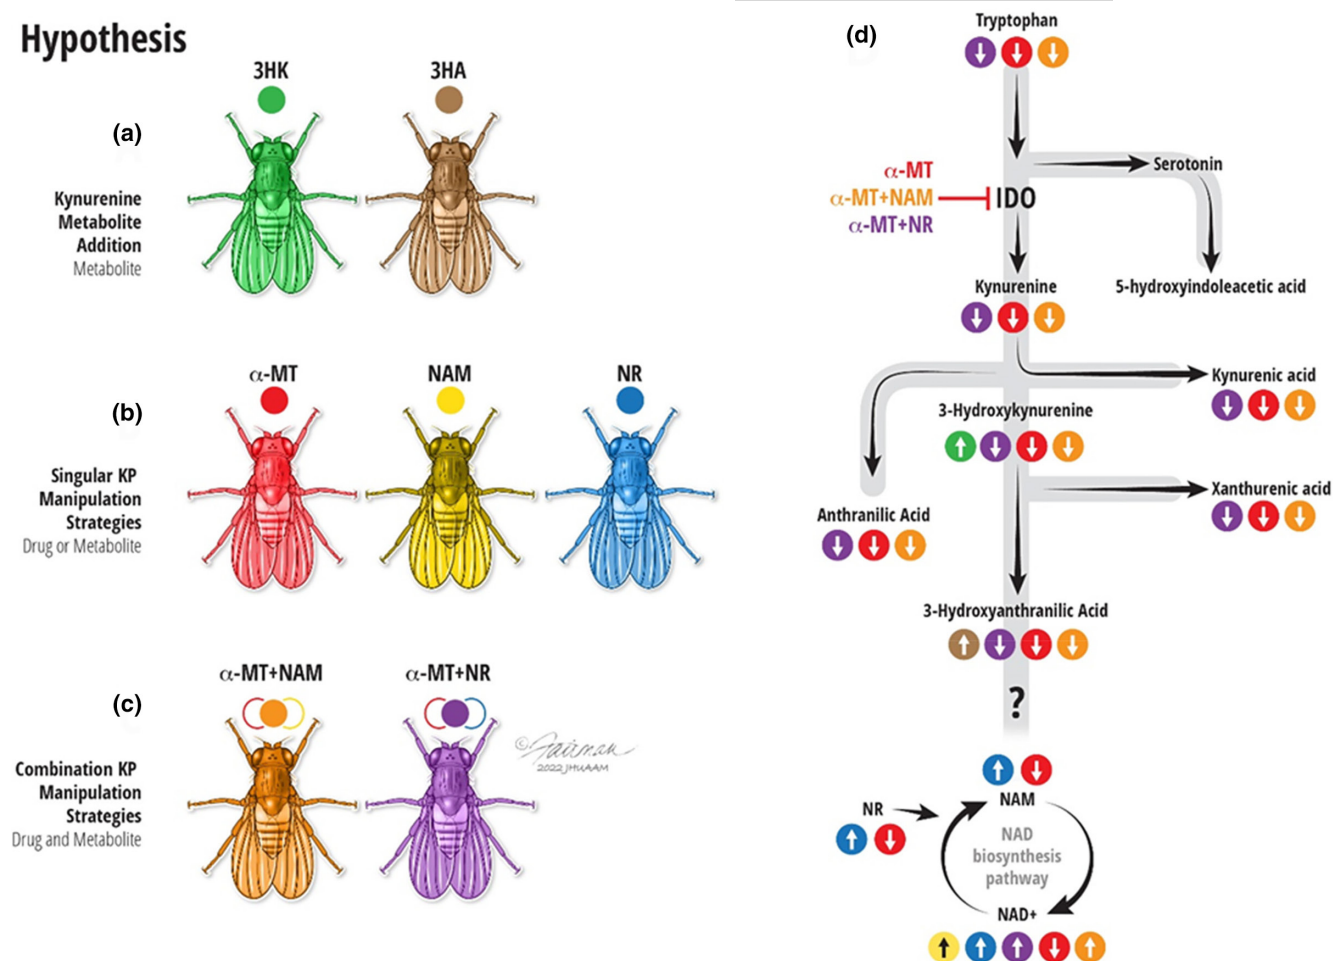 Hypothesis
(a)
3HK
3HA
Kynurenine
Metabolite
Addition
Metabolite
(b)
α-MT
NAM
NR
Singular KP
Manipulation
Strategies
Drug or Metabolite
(c)
α-MT+NAM
α-MT+NR
Combination KP
Manipulation
Strategies
Drug and Metabolite
©
2022 JHUAAM
(d)
Tryptophan
Serotonin
α-MT
α-MT+NAM
α-MT+NR
IDO
Kynurenine
5-hydroxyindoleacetic acid
Kynurenic acid
3-Hydroxykynurenine
Xanthurenic acid
Anthranilic Acid
3-Hydroxyanthranilic Acid
?
NAM
NR
NAD
biosynthesis
pathway
NAD+